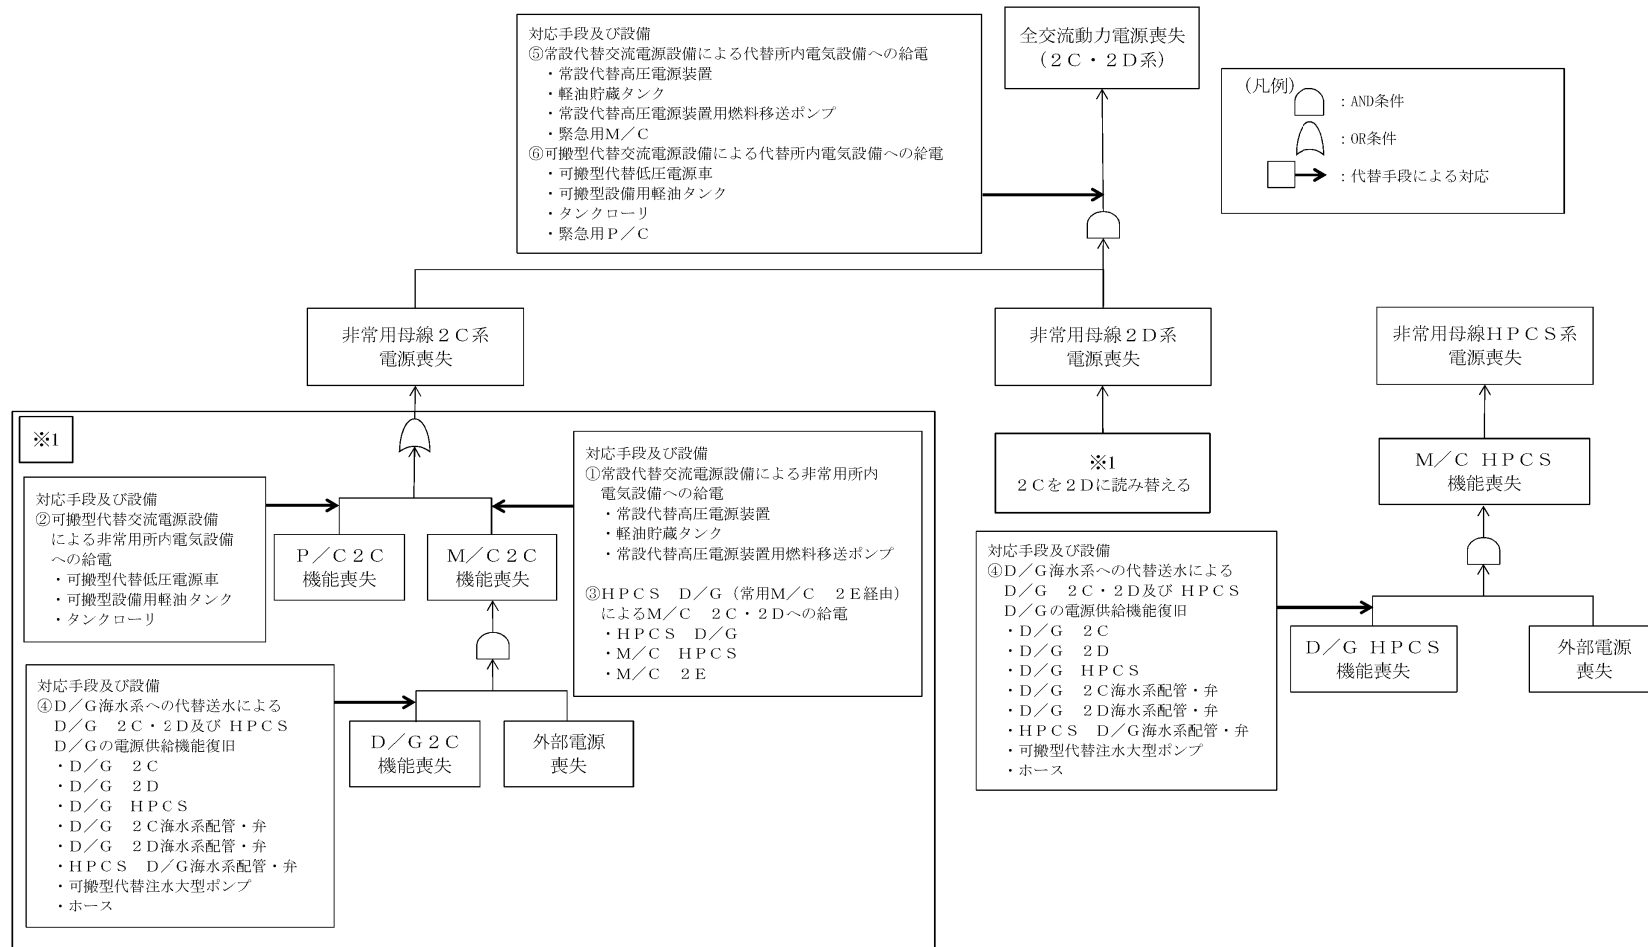 対応手段及び設備
⑤常設代替交流電源設備による代替所内電気設備への給電
・常設代替高圧電源装置
・軽油貯蔵タンク
・常設代替高圧電源装置用燃料移送ポンプ
・緊急用M／C
⑥可搬型代替交流電源設備による代替所内電気設備への給電
・可搬型代替低圧電源車
・可搬型設備用軽油タンク
・タンクローリ
・緊急用P／C
全交流動力電源喪失
（２C・２D系）
（凡例）
：AND条件
：OR条件
：代替手段による対応
非常用母線２C系
電源喪失
非常用母線２D系
電源喪失
非常用母線HPCS系
電源喪失
※1
対応手段及び設備
②可搬型代替交流電源設備
による非常用所内電気設備
への給電
・可搬型代替低圧電源車
・可搬型設備用軽油タンク
・タンクローリ
P／C２C
機能喪失
M／C２C
機能喪失
対応手段及び設備
①常設代替交流電源設備による非常用所内
電気設備への給電
・常設代替高圧電源装置
・軽油貯蔵タンク
・常設代替高圧電源装置用燃料移送ポンプ
③HPCS　D／G（常用M／C　２E経由）
によるM／C　２C・２Dへの給電
・HPCS　D／G
・M／C　HPCS
・M／C　２E
※1
２Cを２Dに読み替える
M／C HPCS
機能喪失
対応手段及び設備
④D／G海水系への代替送水による
D／G　２C・２D及び HPCS
D／Gの電源供給機能復旧
・D／G　２C
・D／G　２D
・D／G　HPCS
・D／G　２C海水系配管・弁
・D／G　２D海水系配管・弁
・HPCS　D／G海水系配管・弁
・可搬型代替注水大型ポンプ
・ホース
D／G２C
機能喪失
外部電源
喪失
対応手段及び設備
④D／G海水系への代替送水による
D／G　２C・２D及び HPCS
D／Gの電源供給機能復旧
・D／G　２C
・D／G　２D
・D／G　HPCS
・D／G　２C海水系配管・弁
・D／G　２D海水系配管・弁
・HPCS　D／G海水系配管・弁
・可搬型代替注水大型ポンプ
・ホース
D／G HPCS
機能喪失
外部電源
喪失